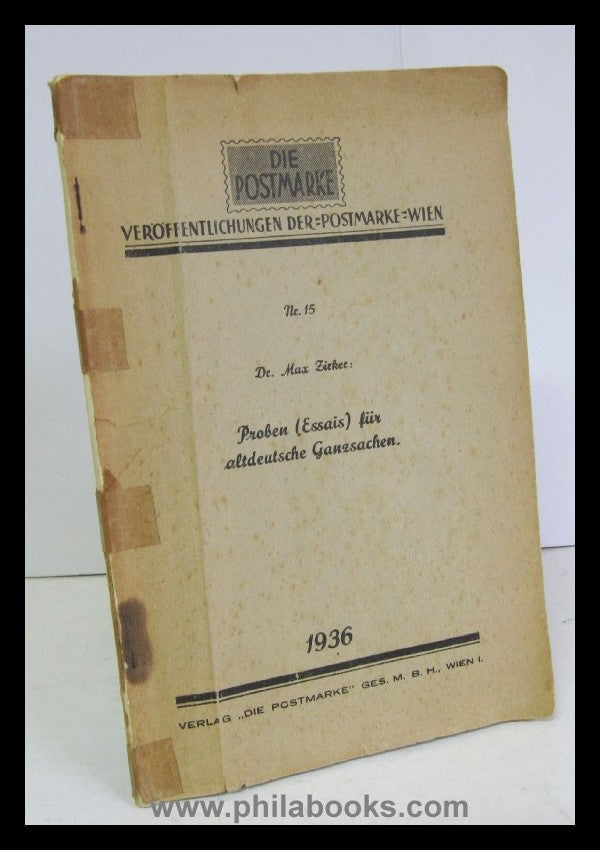 DIE
POSTMARKE
VERÖFFENTLICHUNGEN DER=POSTMARKE=WIEN
Nr. 15
Dr. Max Zirker:
Proben (Essais) für
altdeutsche Ganzsachen.
1936
VERLAG „DIE POSTMARKE" GES. M. B. H., WIEN I.
www.philabooks.com